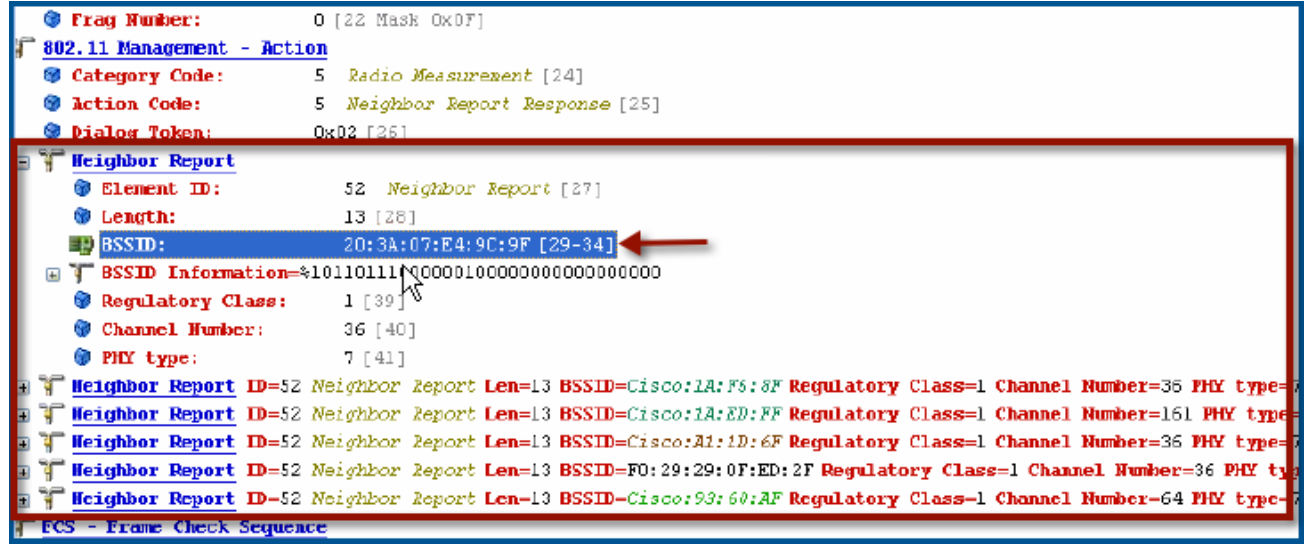 Frag Number: 0 [22 Mask 0x0F]
802.11 Management - Action
Category Code: 5 Radio Measurement [24]
Action Code: 5 Neighbor Report Response [25]
Dialog Token: 0x02 [26]
Neighbor Report
Element ID: 52 Neighbor Report [27]
Length: 13 [28]
BSSID: 20:3A:07:E4:9C:9F [29-34]
BSSID Information=
Regulatory Class: 1 [39]
Channel Number: 36 [40]
PHY type: 7 [41]
Neighbor Report ID=52 Neighbor Report Len=13 BSSID=Cisco:1A:F6:8F Regulatory Class=1 Channel Number=36 PHY type=7
Neighbor Report ID=52 Neighbor Report Len=13 BSSID=Cisco:1A:ED:FF Regulatory Class=1 Channel Number=161 PHY type=
Neighbor Report ID=52 Neighbor Report Len=13 BSSID=Cisco:A1:1D:6F Regulatory Class=1 Channel Number=36 PHY type=7
Neighbor Report ID=52 Neighbor Report Len=13 BSSID=F0:29:29:0F:ED:2F Regulatory Class=1 Channel Number=36 PHY typ
Neighbor Report ID=52 Neighbor Report Len=13 BSSID=Cisco:93:60:AF Regulatory Class=1 Channel Number=64 PHY type=7
FCS - Frame Check Sequence